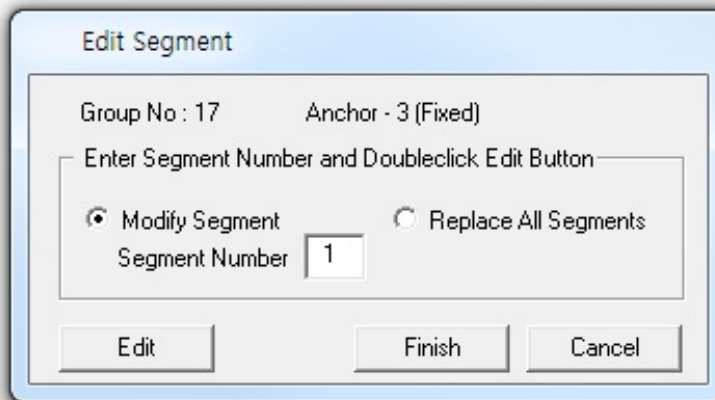 Edit Segment
Group No : 17 Anchor - 3 (Fixed)
Enter Segment Number and Doubleclick Edit Button
Modify Segment Replace All Segments
Segment Number 1
Edit Finish Cancel